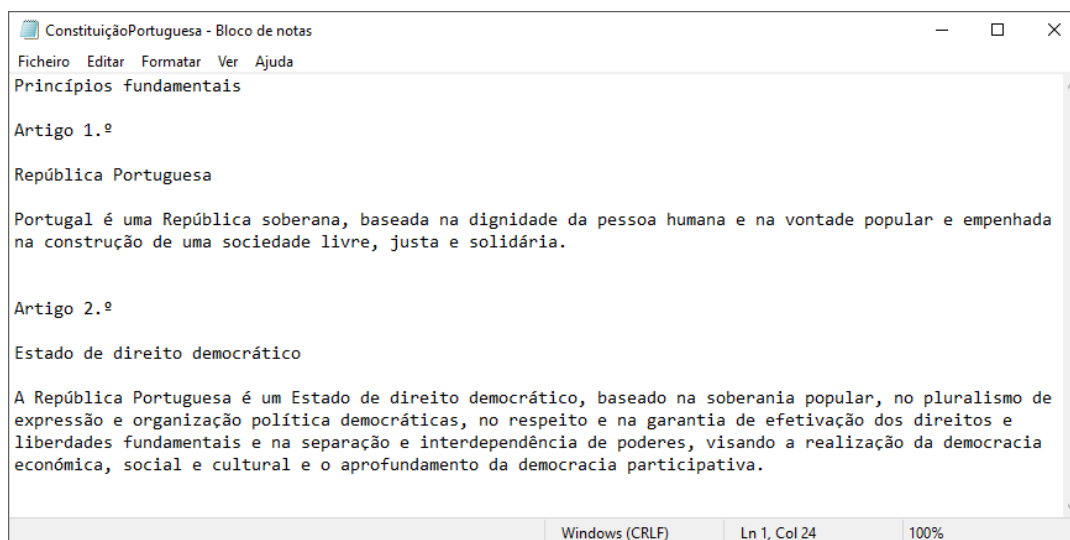 ConstituiçãoPortuguesa - Bloco de notas
Ficheiro Editar Formatar Ver Ajuda
Princípios fundamentais
Artigo 1.º
República Portuguesa
Portugal é uma República soberana, baseada na dignidade da pessoa humana e na vontade popular e empenhada
na construção de uma sociedade livre, justa e solidária.
Artigo 2.º
Estado de direito democrático
A República Portuguesa é um Estado de direito democrático, baseado na soberania popular, no pluralismo de
expressão e organização política democráticas, no respeito e na garantia de efetivação dos direitos e
liberdades fundamentais e na separação e interdependência de poderes, visando a realização da democracia
económica, social e cultural e o aprofundamento da democracia participativa.
Windows (CRLF) Ln 1, Col 24 100%